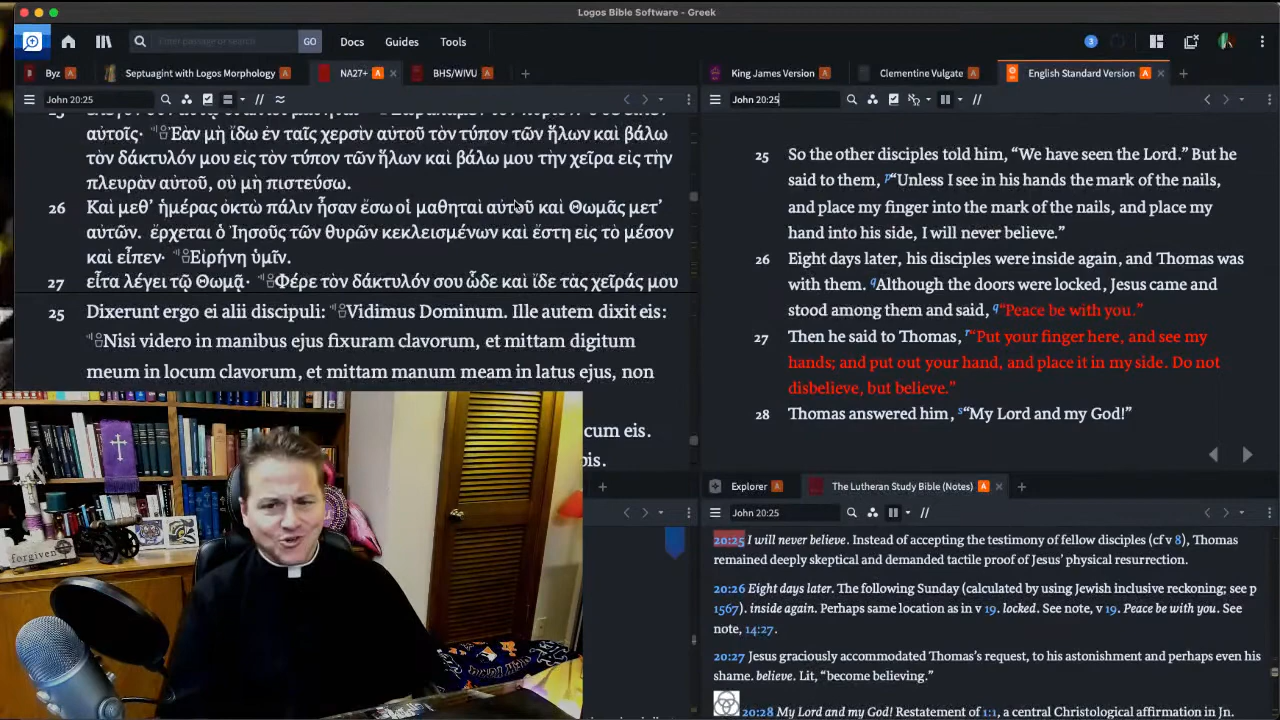 Logos Bible Software - Greek
Enter passage or search
GO
Docs
Guides
Tools
3
Byz
Septuagint with Logos Morphology
NA27+
BHS/WIVU
King James Version
Clementine Vulgate
English Standard Version
John 20:25
John 20:25
αὐτοῖς· Ἐὰν μὴ ἴδω ἐν ταῖς χερσὶν αὐτοῦ τὸν τύπον τῶν ἥλων καὶ βάλω
τὸν δάκτυλόν μου εἰς τὸν τύπον τῶν ἥλων καὶ βάλω μου τὴν χεῖρα εἰς τὴν
πλευρὰν αὐτοῦ, οὐ μὴ πιστεύσω.
26 Καὶ μεθ’ ἡμέρας ὀκτὼ πάλιν ἦσαν ἔσω οἱ μαθηταὶ αὐτοῦ καὶ Θωμᾶς μετ’
αὐτῶν. ἔρχεται ὁ Ἰησοῦς τῶν θυρῶν κεκλεισμένων καὶ ἔστη εἰς τὸ μέσον
καὶ εἶπεν· Εἰρήνη ὑμῖν.
27 εἶτα λέγει τῷ Θωμᾷ· Φέρε τὸν δάκτυλόν σου ὧδε καὶ ἴδε τὰς χεῖράς μου
25 Dixerunt ergo ei alii discipuli: Vidimus Dominum. Ille autem dixit eis:
Nisi videro in manibus ejus fixuram clavorum, et mittam digitum
meum in locum clavorum, et mittam manum meam in latus ejus, non
cum eis.
25 So the other disciples told him, “We have seen the Lord.” But he
said to them, p“Unless I see in his hands the mark of the nails,
and place my finger into the mark of the nails, and place my
hand into his side, I will never believe.”
26 Eight days later, his disciples were inside again, and Thomas was
with them. qAlthough the doors were locked, Jesus came and
stood among them and said, q“Peace be with you.”
27 Then he said to Thomas, r“Put your finger here, and see my
hands; and put out your hand, and place it in my side. Do not
disbelieve, but believe.”
28 Thomas answered him, s“My Lord and my God!”
Explorer
The Lutheran Study Bible (Notes)
John 20:25
20:25 I will never believe. Instead of accepting the testimony of fellow disciples (cf v 8), Thomas
remained deeply skeptical and demanded tactile proof of Jesus’ physical resurrection.
20:26 Eight days later. The following Sunday (calculated by using Jewish inclusive reckoning; see p
1567). inside again. Perhaps same location as in v 19. locked. See note, v 19. Peace be with you. See
note, 14:27.
20:27 Jesus graciously accommodated Thomas’s request, to his astonishment and perhaps even his
shame. believe. Lit, “become believing.”
20:28 My Lord and my God! Restatement of 1:1, a central Christological affirmation in Jn.
forgiven